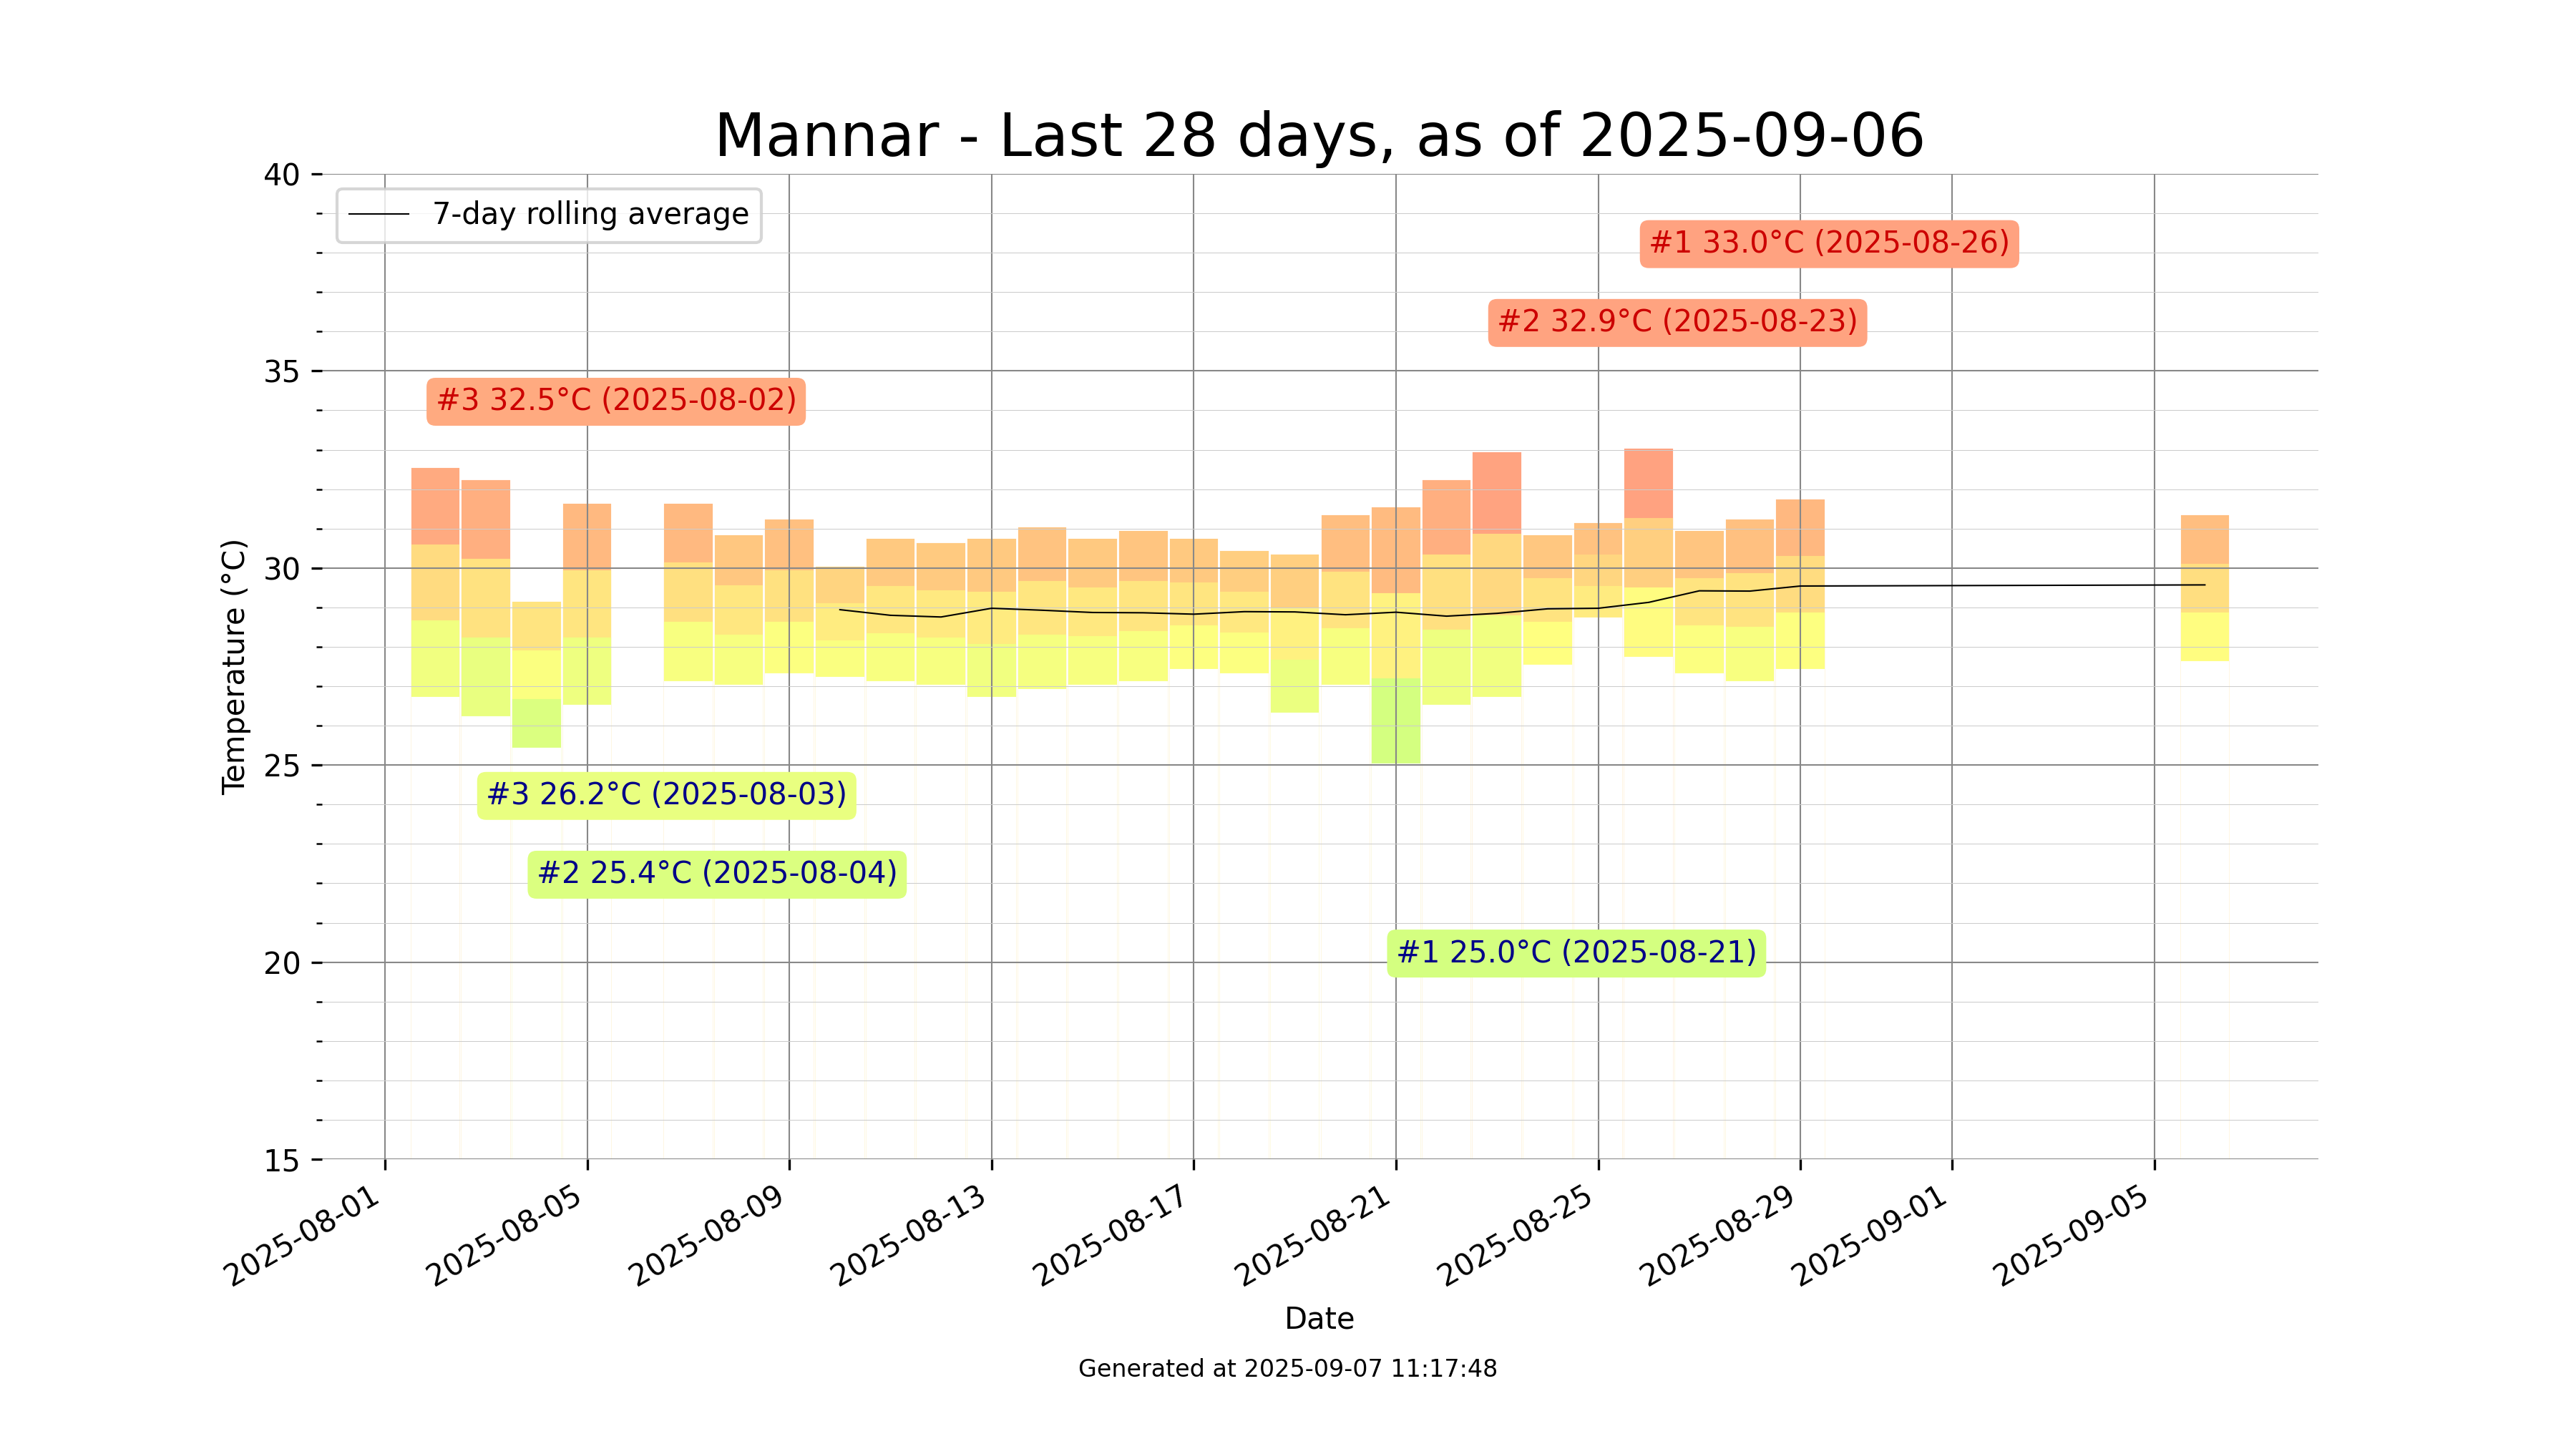 Mannar - Last 28 days, as of 2025-09-06
40
7-day rolling average
#1 33.0°C (2025-08-26)
#2 32.9°C (2025-08-23)
35
#3 32.5°C (2025-08-02)
30
Temperature (°C)
25
#3 26.2°C (2025-08-03)
#2 25.4°C (2025-08-04)
#1 25.0°C (2025-08-21)
20
15
2025-08-01
2025-08-05
2025-08-09
2025-08-13
2025-08-17
2025-08-21
2025-08-25
2025-08-29
2025-09-01
2025-09-05
Date
Generated at 2025-09-07 11:17:48